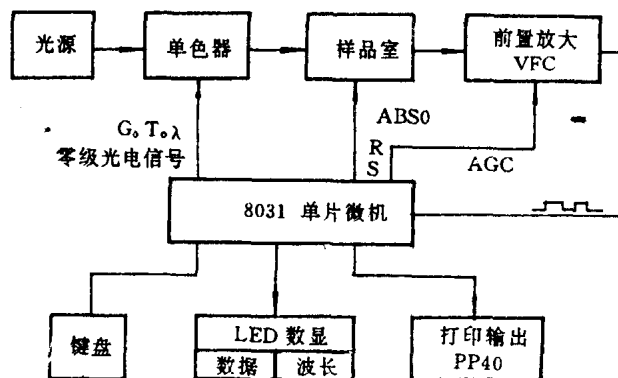 光源
单色器
样品室
前置放大
VFC
G₀T₀λ
零级光电信号
ABS0
R
S
AGC
8031 单片微机
键盘
LED 数显
数据
波长
打印输出
PP40